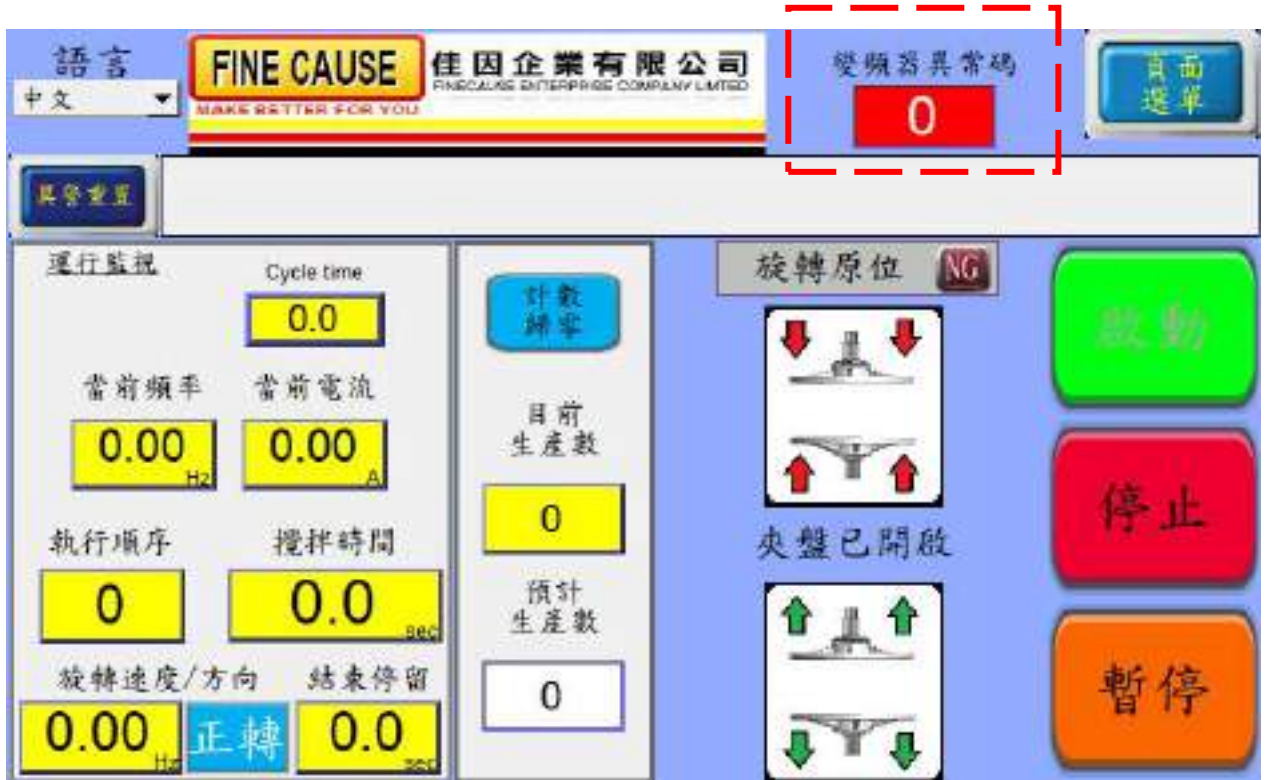 語言
中文
FINE CAUSE
MAKE BETTER FOR YOU
佳因企業有限公司
FINECAUSE ENTERPRISE COMPANY LIMTED
變頻器異常碼
0
頁面
選單
異警重置
運行監視
Cycle time
0.0
當前頻率
當前電流
0.00
Hz
0.00
A
執行順序
攪拌時間
0
0.0
sec
旋轉速度/方向
結束停留
0.00
Hz
正轉
0.0
sec
計數
歸零
目前
生產數
0
預計
生產數
0
旋轉原位
NG
夾盤已開啟
啟動
停止
暫停